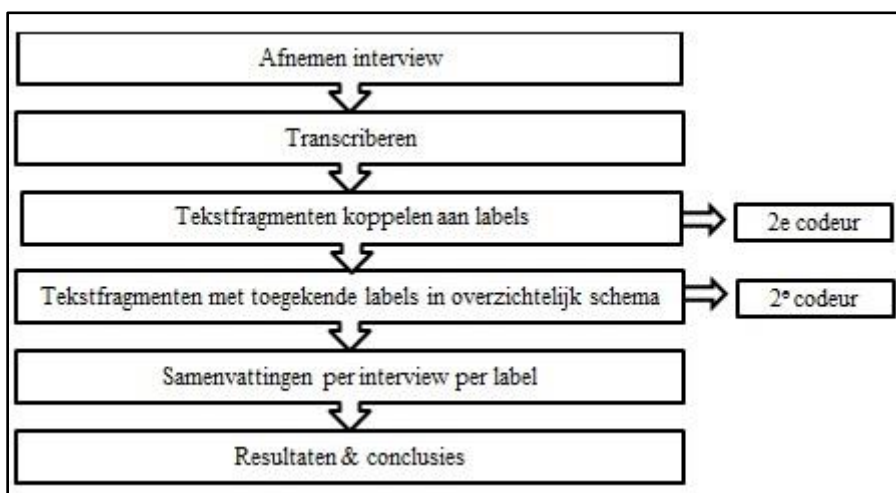 Afnemen interview
Transcriberen
Tekstfragmenten koppelen aan labels
2e codeur
Tekstfragmenten met toegekende labels in overzichtelijk schema
2ᵉ codeur
Samenvattingen per interview per label
Resultaten & conclusies